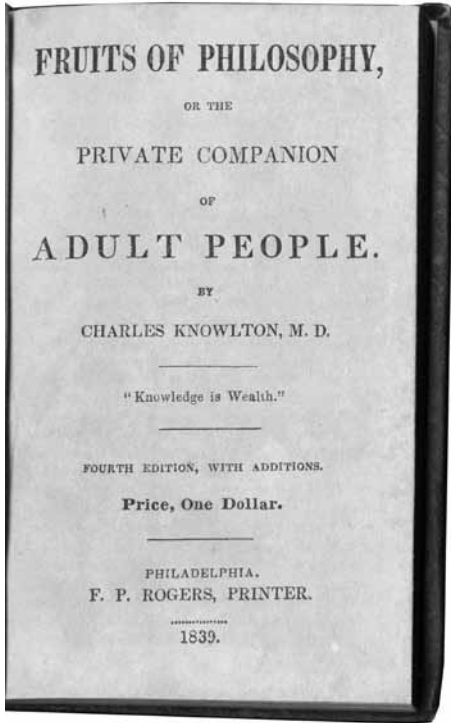 FRUITS OF PHILOSOPHY,
OR THE
PRIVATE COMPANION
OF
ADULT PEOPLE.
BY
CHARLES KNOWLTON, M. D.
"Knowledge is Wealth."
FOURTH EDITION, WITH ADDITIONS.
Price, One Dollar.
PHILADELPHIA.
F. P. ROGERS, PRINTER.
1839.